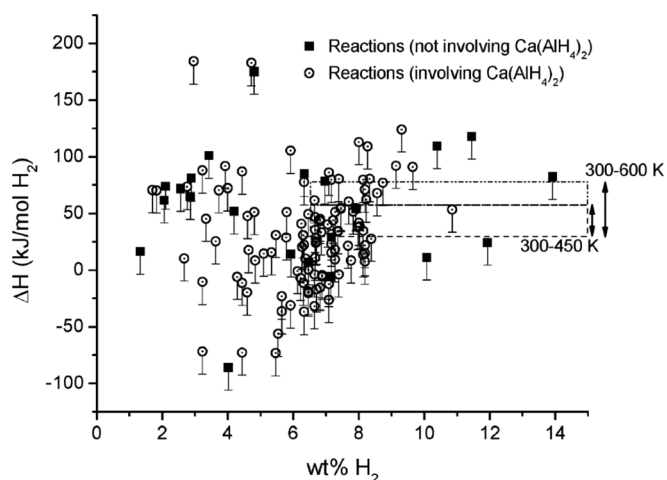 200
150
100
50
0
-50
-100
ΔH (kJ/mol H₂)
Reactions (not involving Ca(AlH₄)₂)
Reactions (involving Ca(AlH₄)₂)
300-600 K
300-450 K
0 2 4 6 8 10 12 14
wt% H₂